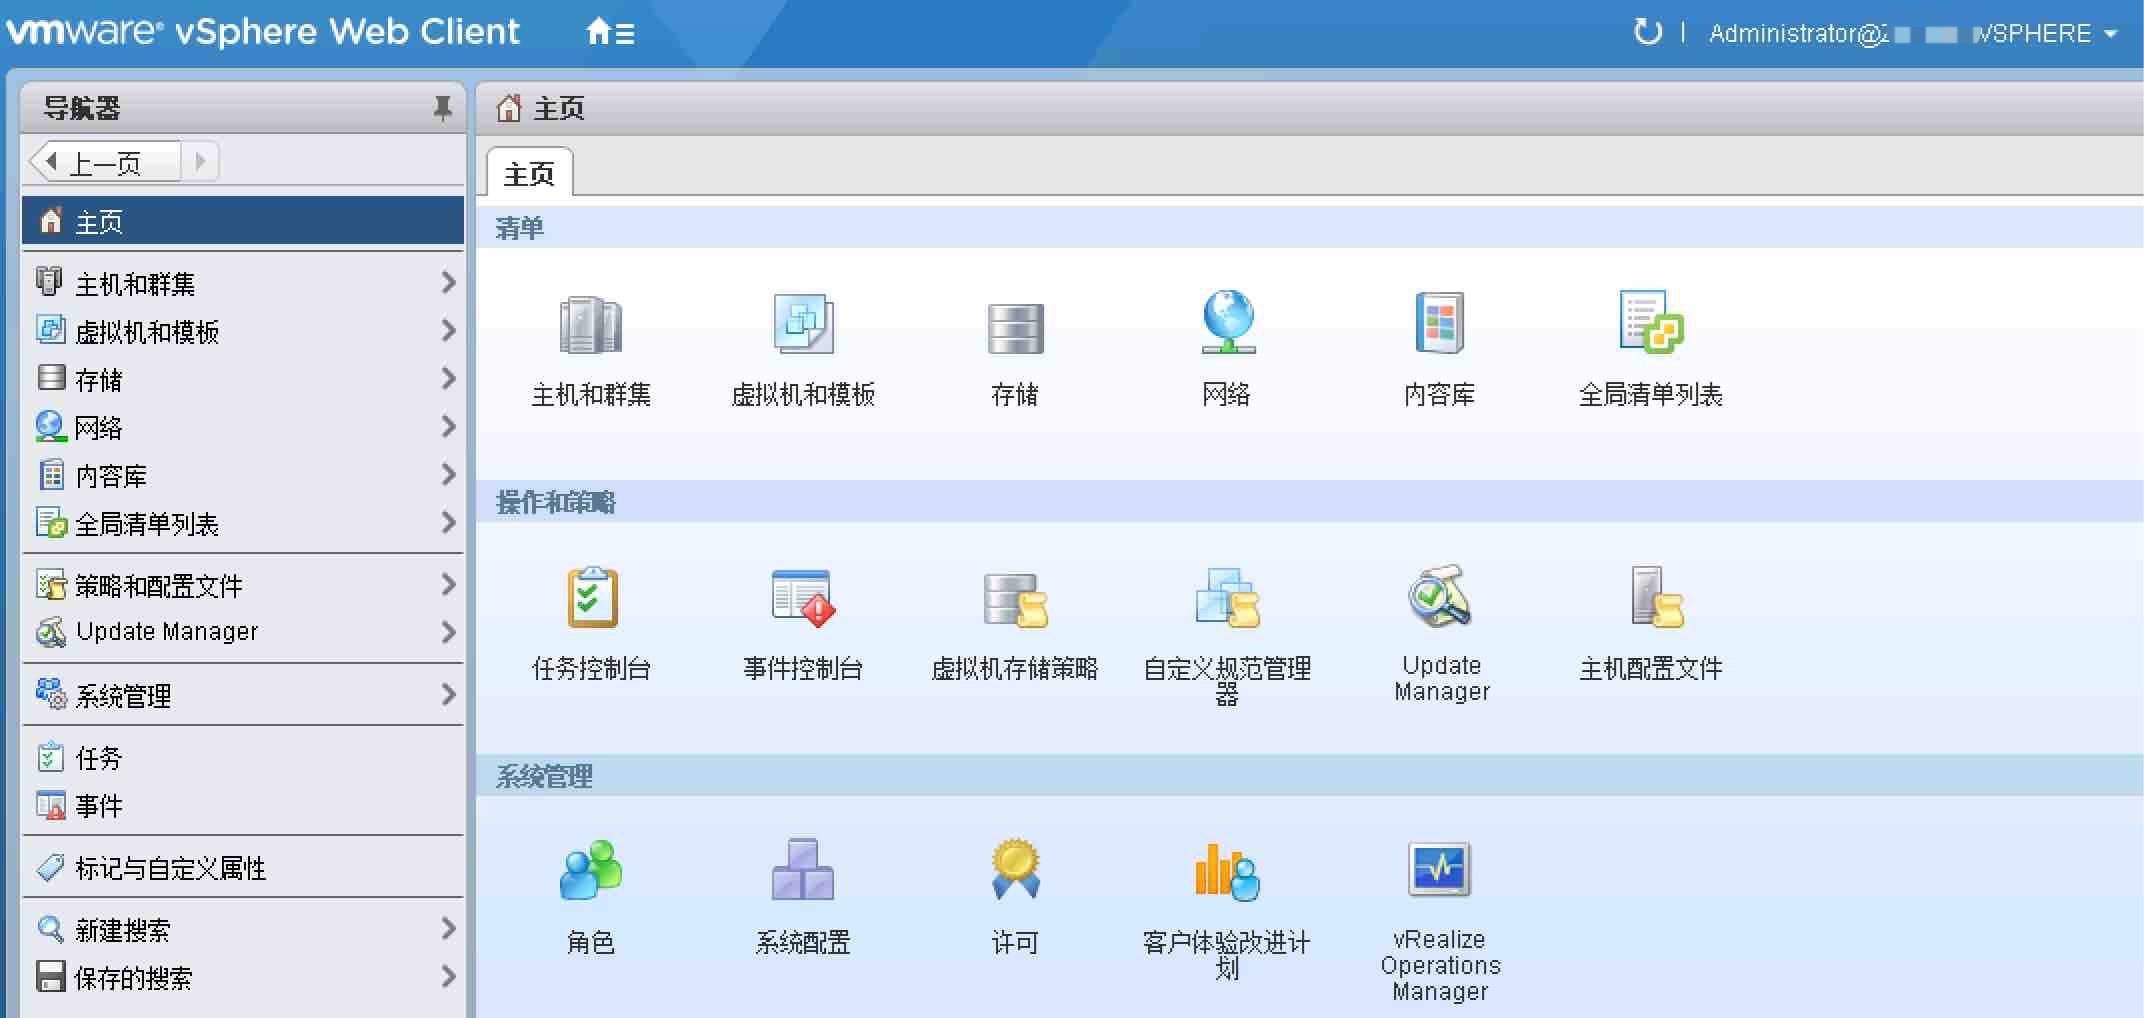 vmware® vSphere Web Client
Administrator@
VSPHERE
导航器
上一页
主页
主机和群集
虚拟机和模板
存储
网络
内容库
全局清单列表
策略和配置文件
Update Manager
系统管理
任务
事件
标记与自定义属性
新建搜索
保存的搜索
主页
主页
清单
主机和群集
虚拟机和模板
存储
网络
内容库
全局清单列表
操作和策略
任务控制台
事件控制台
虚拟机存储策略
自定义规范管理
器
Update
Manager
主机配置文件
系统管理
角色
系统配置
许可
客户体验改进计
划
vRealize
Operations
Manager